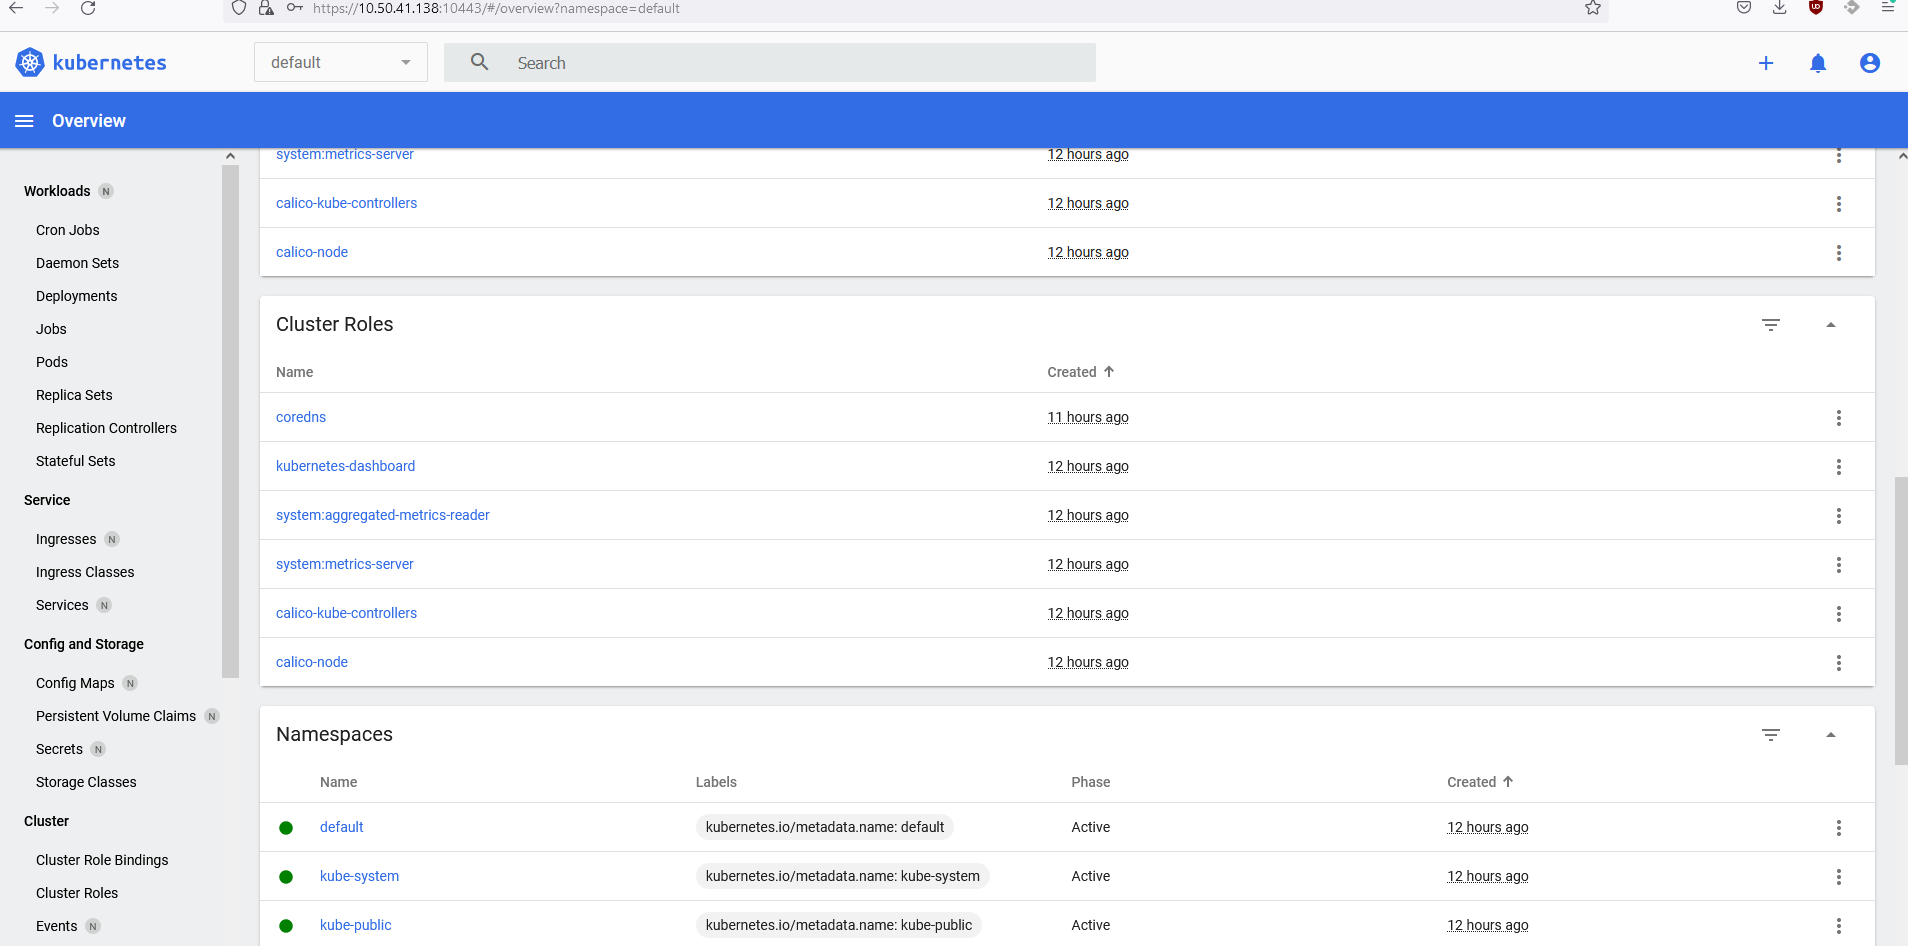 https://10.50.41.138:10443/#/overview?namespace=default
kubernetes
default
Search
Overview
Workloads N
Cron Jobs
Daemon Sets
Deployments
Jobs
Pods
Replica Sets
Replication Controllers
Stateful Sets
Service
Ingresses N
Ingress Classes
Services N
Config and Storage
Config Maps N
Persistent Volume Claims N
Secrets N
Storage Classes
Cluster
Cluster Role Bindings
Cluster Roles
Events N
system:metrics-server 12 hours ago
calico-kube-controllers 12 hours ago
calico-node 12 hours ago
Cluster Roles
Name Created
coredns 11 hours ago
kubernetes-dashboard 12 hours ago
system:aggregated-metrics-reader 12 hours ago
system:metrics-server 12 hours ago
calico-kube-controllers 12 hours ago
calico-node 12 hours ago
Namespaces
Name Labels Phase Created
default kubernetes.io/metadata.name: default Active 12 hours ago
kube-system kubernetes.io/metadata.name: kube-system Active 12 hours ago
kube-public kubernetes.io/metadata.name: kube-public Active 12 hours ago